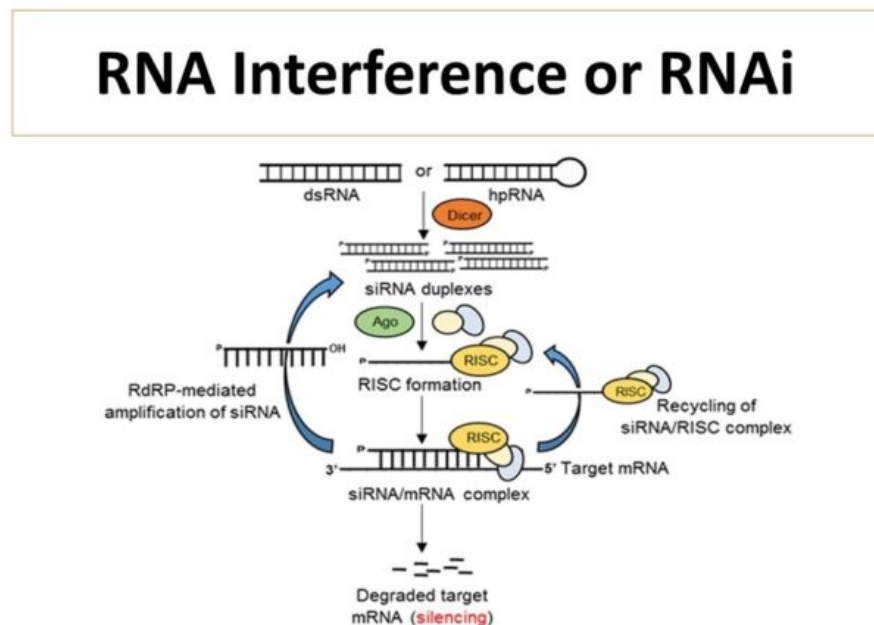 RNA Interference or RNAi
or
dsRNA
hpRNA
Dicer
P
P
P
P
P
P
P
P
siRNA duplexes
Ago
P
OH
P
RISC
RISC formation
RdRP-mediated
amplification of siRNA
P
RISC
Recycling of
siRNA/RISC complex
P
RISC
3'
5' Target mRNA
siRNA/mRNA complex
Degraded target
mRNA (silencing)